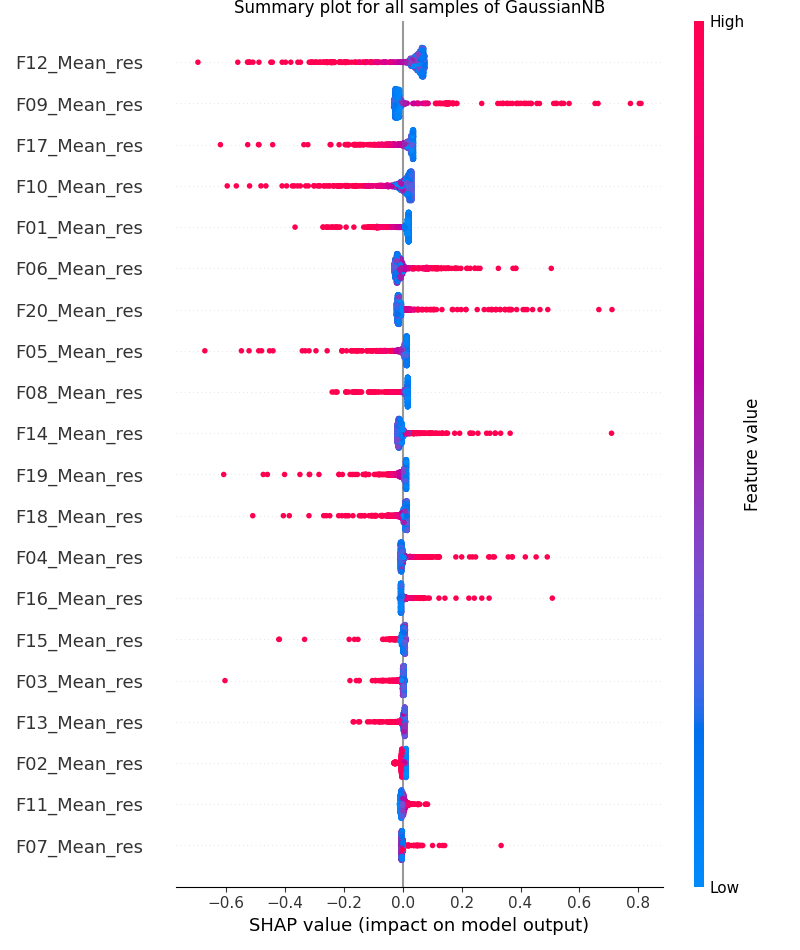 Summary plot for all samples of GaussianNB
High
F12_Mean_res
F09_Mean_res
F17_Mean_res
F10_Mean_res
F01_Mean_res
F06_Mean_res
F20_Mean_res
F05_Mean_res
F08_Mean_res
F14_Mean_res
F19_Mean_res
F18_Mean_res
F04_Mean_res
F16_Mean_res
F15_Mean_res
F03_Mean_res
F13_Mean_res
F02_Mean_res
F11_Mean_res
F07_Mean_res
Feature value
Low
−0.6 −0.4 −0.2 0.0 0.2 0.4 0.6 0.8
SHAP value (impact on model output)